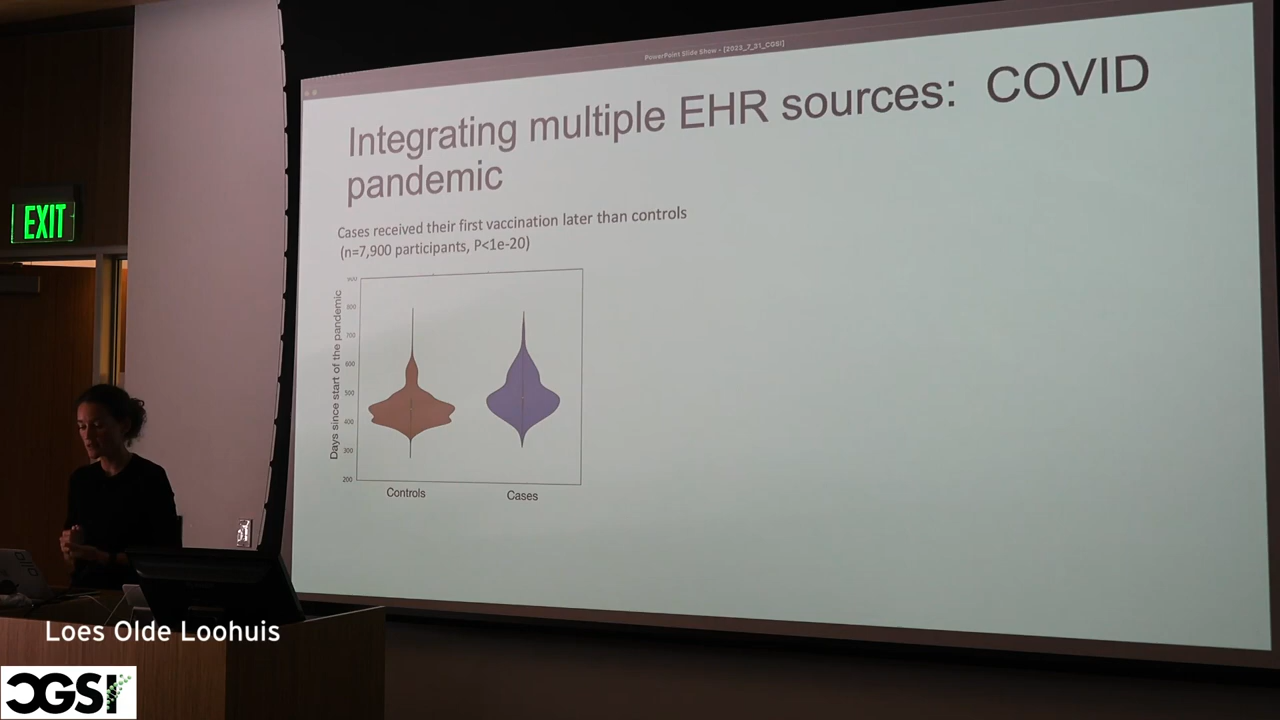 PowerPoint Slide Show - [2023_7_31_CGSI]
Integrating multiple EHR sources: COVID
pandemic
Cases received their first vaccination later than controls
(n=7,900 participants, P<1e-20)
Days since start of the pandemic
900
800
700
600
500
400
300
200
Controls
Cases
EXIT
Loes Olde Loohuis
CGSI